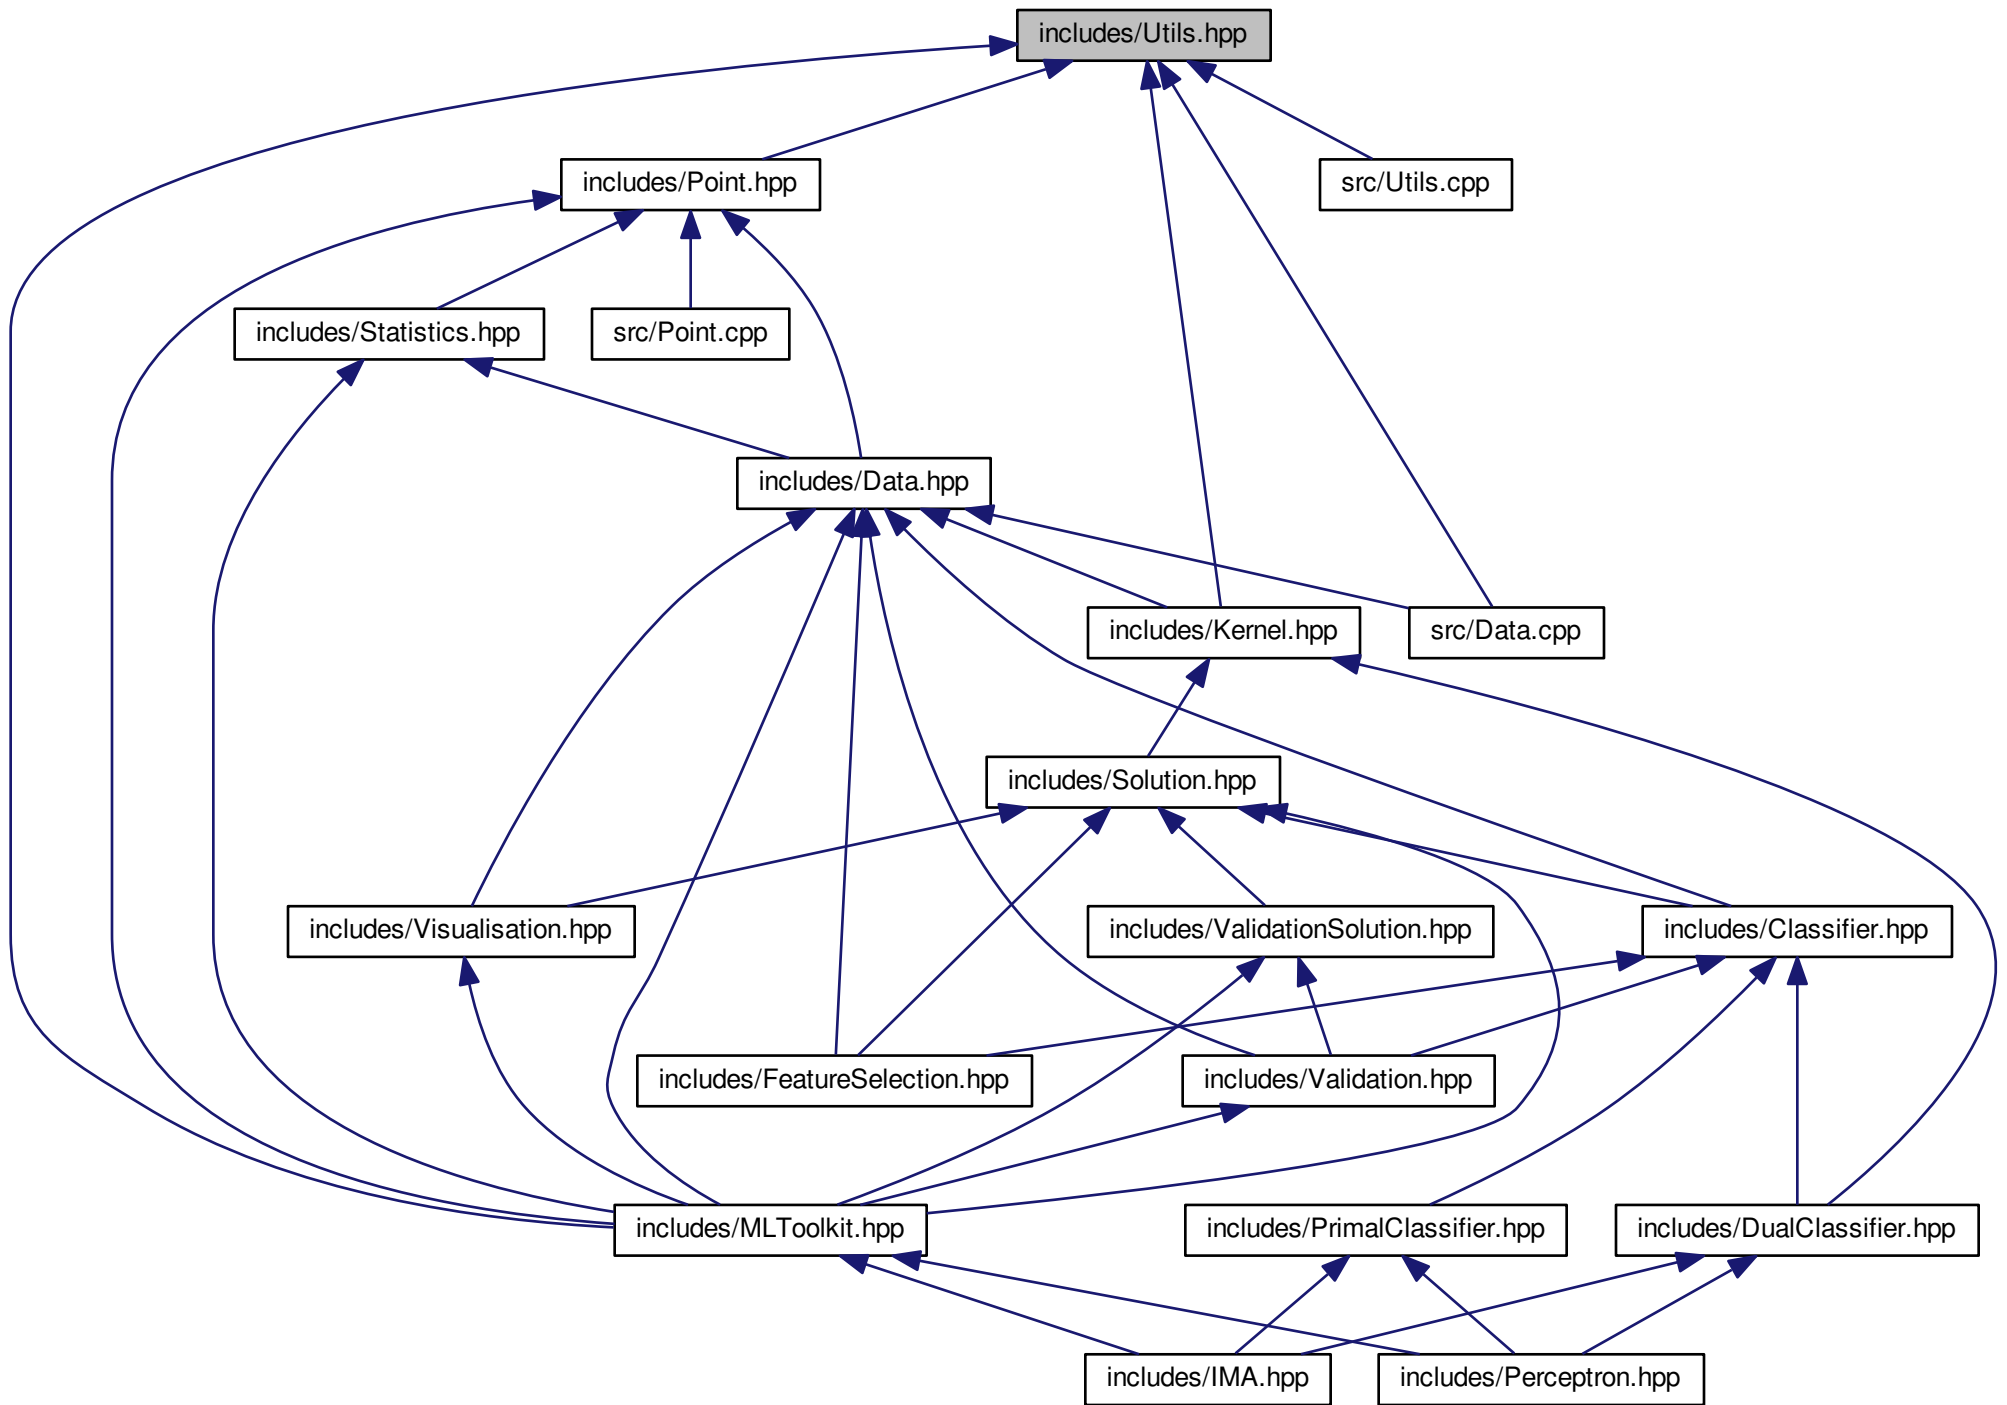 includes/Utils.hpp
includes/Point.hpp
src/Utils.cpp
includes/Statistics.hpp
src/Point.cpp
includes/Data.hpp
includes/Kernel.hpp
src/Data.cpp
includes/Solution.hpp
includes/Visualisation.hpp
includes/ValidationSolution.hpp
includes/Classifier.hpp
includes/FeatureSelection.hpp
includes/Validation.hpp
includes/MLToolkit.hpp
includes/PrimalClassifier.hpp
includes/DualClassifier.hpp
includes/IMA.hpp
includes/Perceptron.hpp